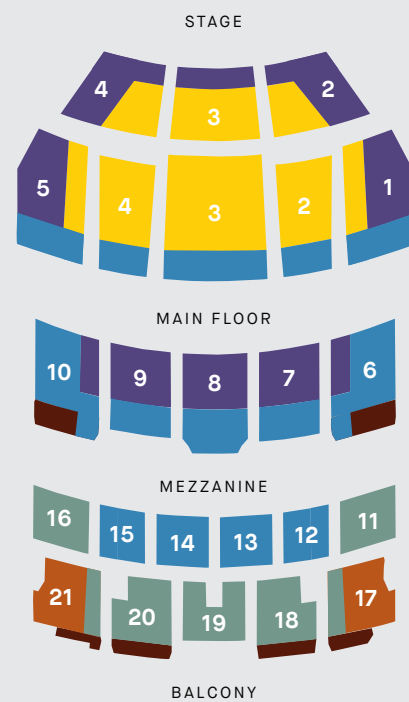 STAGE
4 3 2
5 4 3 2 1
MAIN FLOOR
10 9 8 7 6
MEZZANINE
16 15 14 13 12 11
21 20 19 18 17
BALCONY